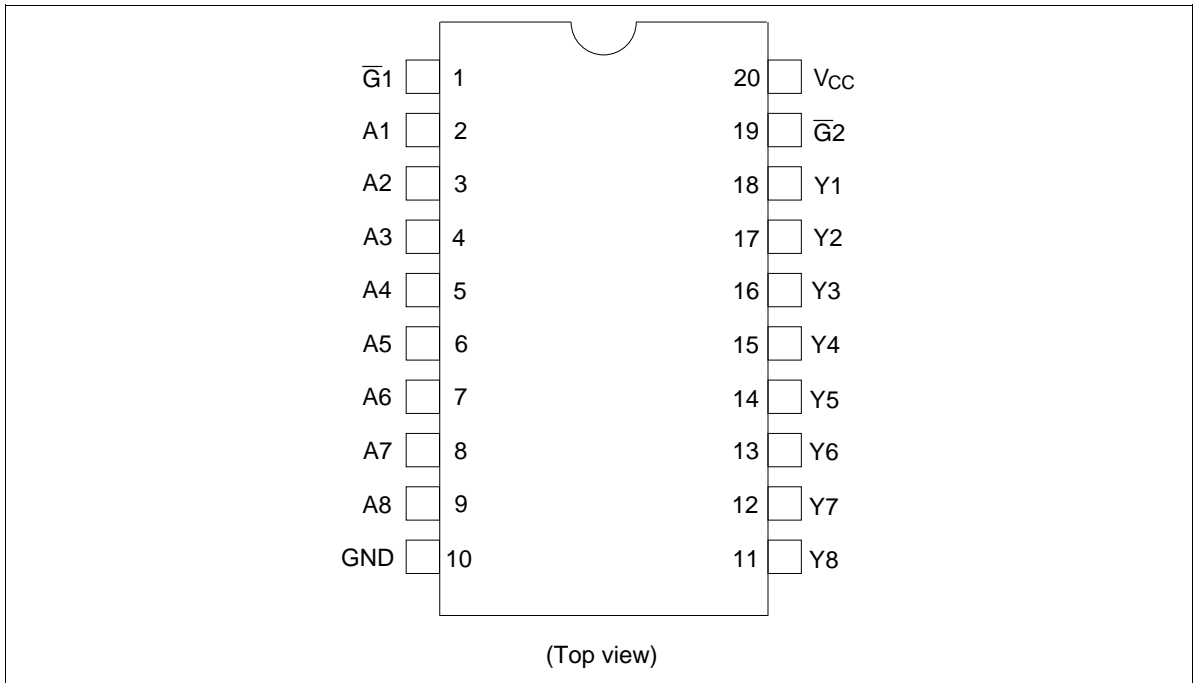 G̅1 1 20 VCC
A1 2 19 G̅2
A2 3 18 Y1
A3 4 17 Y2
A4 5 16 Y3
A5 6 15 Y4
A6 7 14 Y5
A7 8 13 Y6
A8 9 12 Y7
GND 10 11 Y8
(Top view)